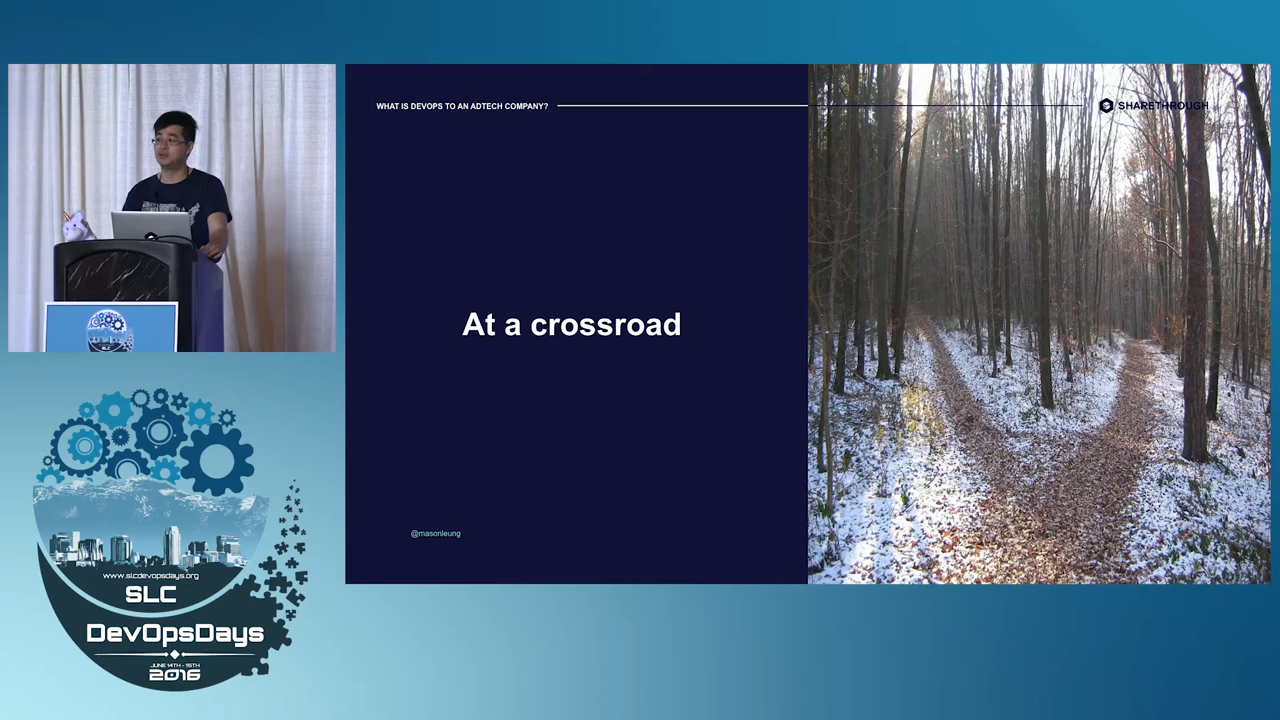 WHAT IS DEVOPS TO AN ADTECH COMPANY?
SHARETHROUGH
At a crossroad
@masonleung
SLC
www.slcdevopsdays.org
SLC
DevOpsDays
JUNE 14TH - 15TH
2016